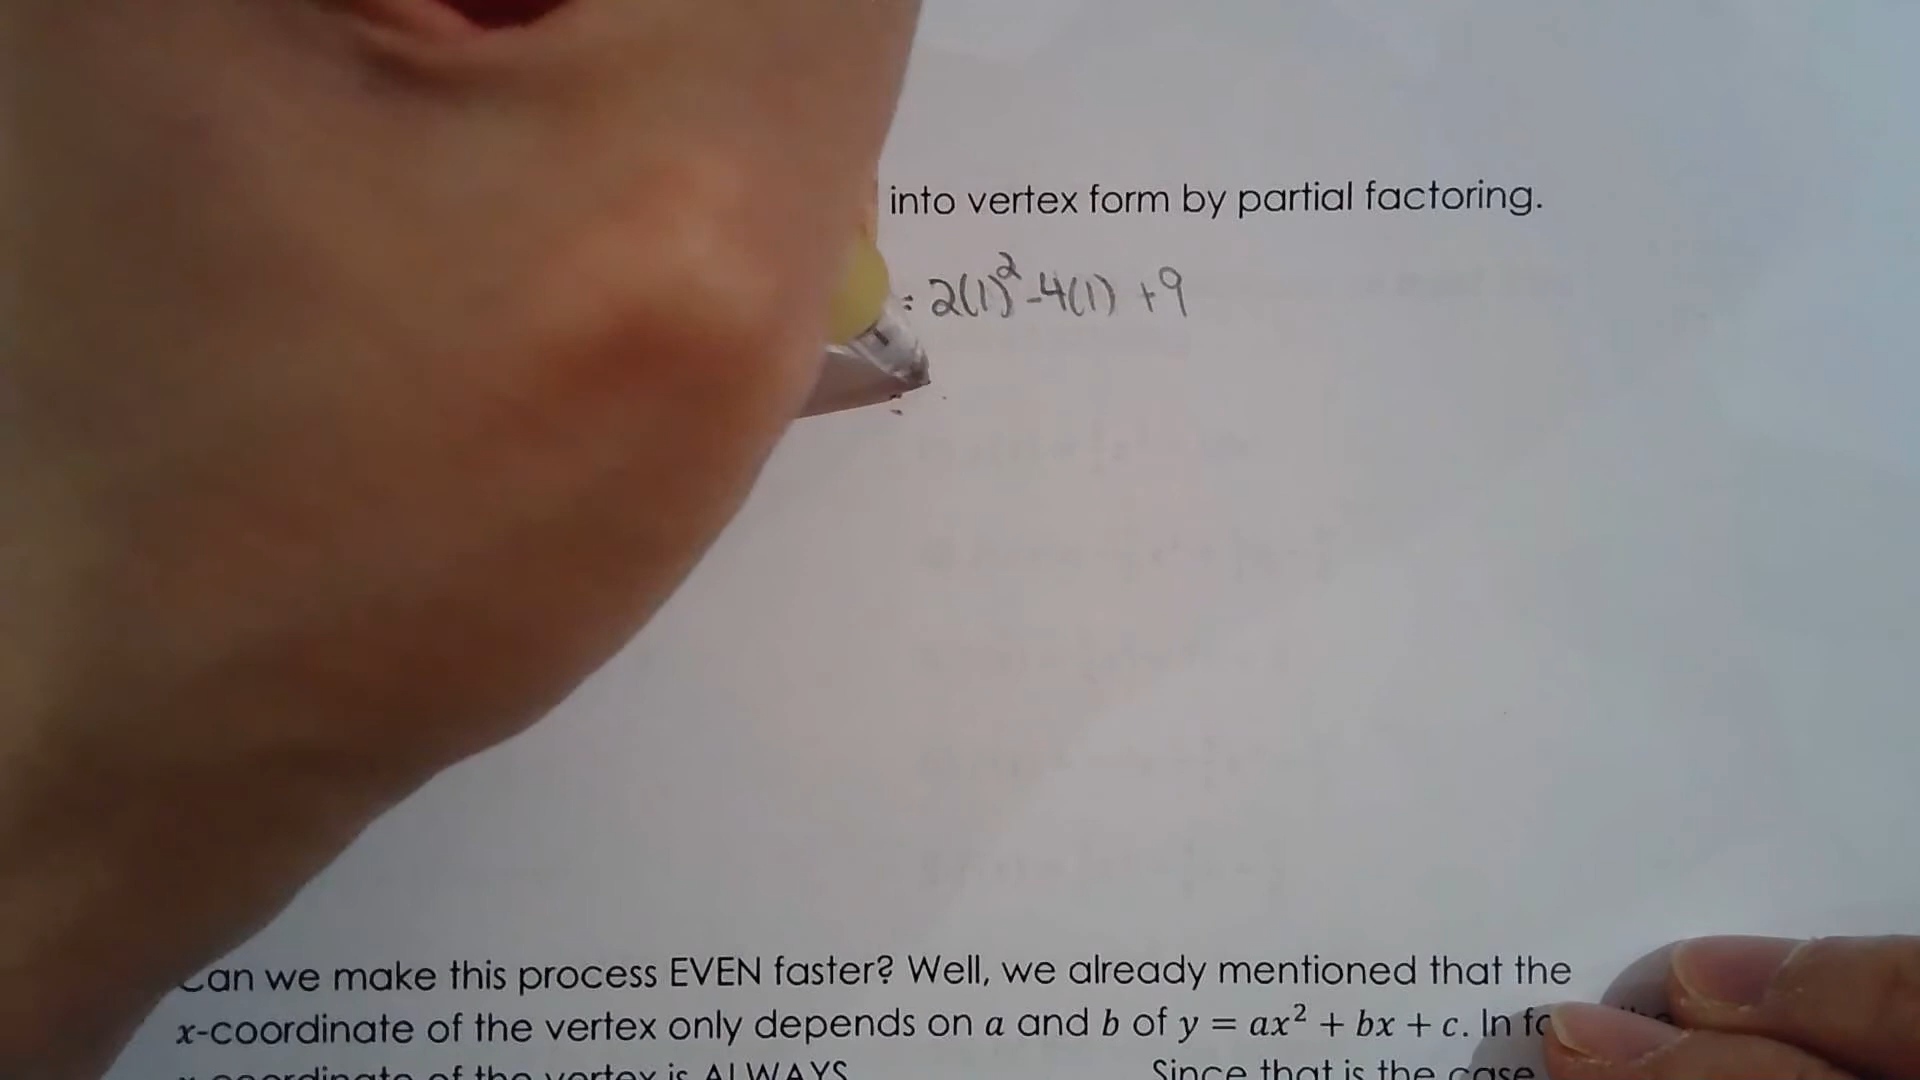 into vertex form by partial factoring.
= 2(1)² -4(1) +9
Can we make this process EVEN faster? Well, we already mentioned that the
x-coordinate of the vertex only depends on a and b of y = ax² + bx + c. In
x-coordinate of the vertex is ALWAYS Since that is the case